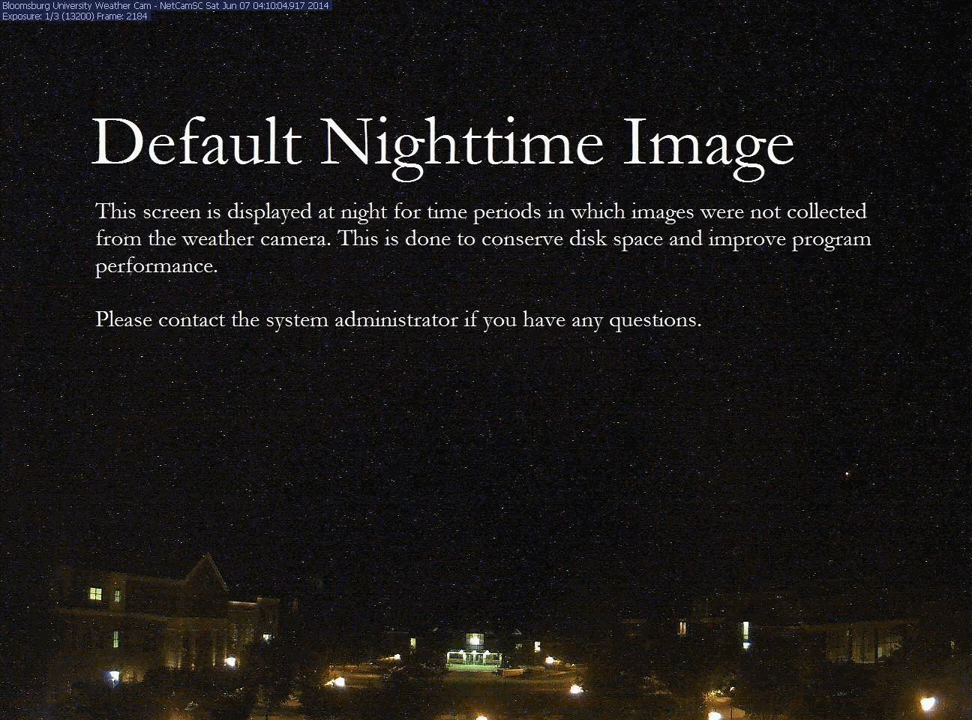 Bloomsburg University Weather Cam - NetCamSC Sat Jun 07 04:10:04.917 2014
Exposure: 1/3 (13200) Frame: 2184
Default Nighttime Image
This screen is displayed at night for time periods in which images were not collected
from the weather camera. This is done to conserve disk space and improve program
performance.
Please contact the system administrator if you have any questions.